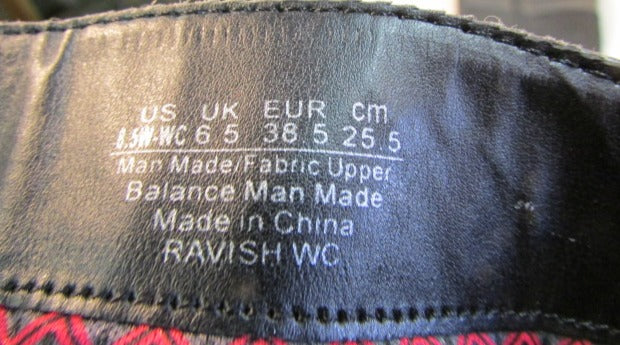 US UK EUR cm
8.5W-WC 6 5 38 5 25.5
Man Made/Fabric Upper
Balance Man Made
Made In China
RAVISH WC